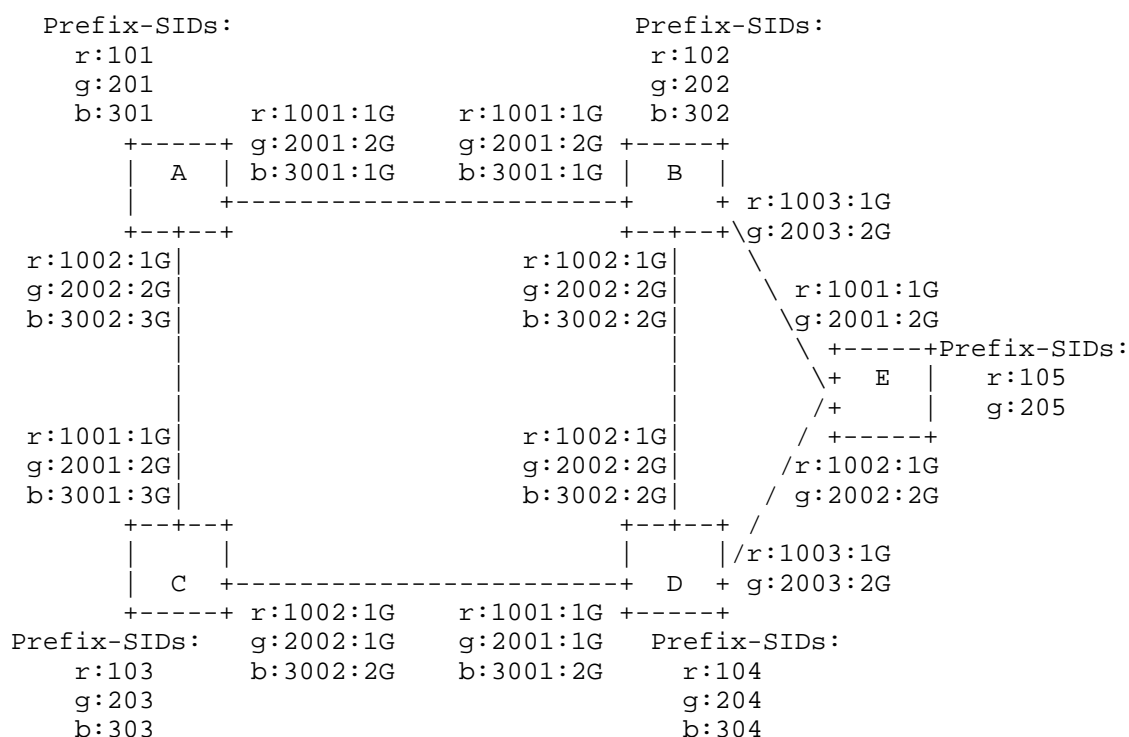 Prefix-SIDs: Prefix-SIDs:
r:101 r:102
g:201 g:202
b:301 r:1001:1G r:1001:1G b:302
+-----+ g:2001:2G g:2001:2G +-----+
| A | b:3001:1G b:3001:1G | B |
| +------------------------+ + r:1003:1G
+--+--+ +--+--+\g:2003:2G
r:1002:1G| r:1002:1G| \
g:2002:2G| g:2002:2G| \ r:1001:1G
b:3002:3G| b:3002:2G| \g:2001:2G
| | \ +-----+Prefix-SIDs:
| | \+ E | r:105
| | /+ | g:205
r:1001:1G| r:1002:1G| / +-----+
g:2001:2G| g:2002:2G| /r:1002:1G
b:3001:3G| b:3002:2G| / g:2002:2G
+--+--+ +--+--+ /
| | | |/r:1003:1G
| C +------------------------+ D + g:2003:2G
+-----+ r:1002:1G r:1001:1G +-----+
Prefix-SIDs: g:2002:1G g:2001:1G Prefix-SIDs:
r:103 b:3002:2G b:3001:2G r:104
g:203 g:204
b:303 b:304